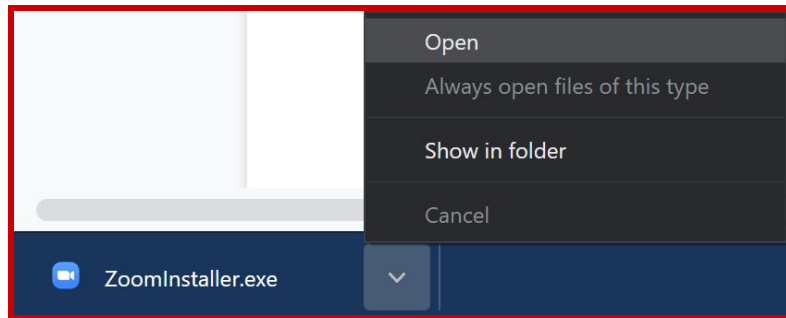 Open
Always open files of this type
Show in folder
Cancel
ZoomInstaller.exe